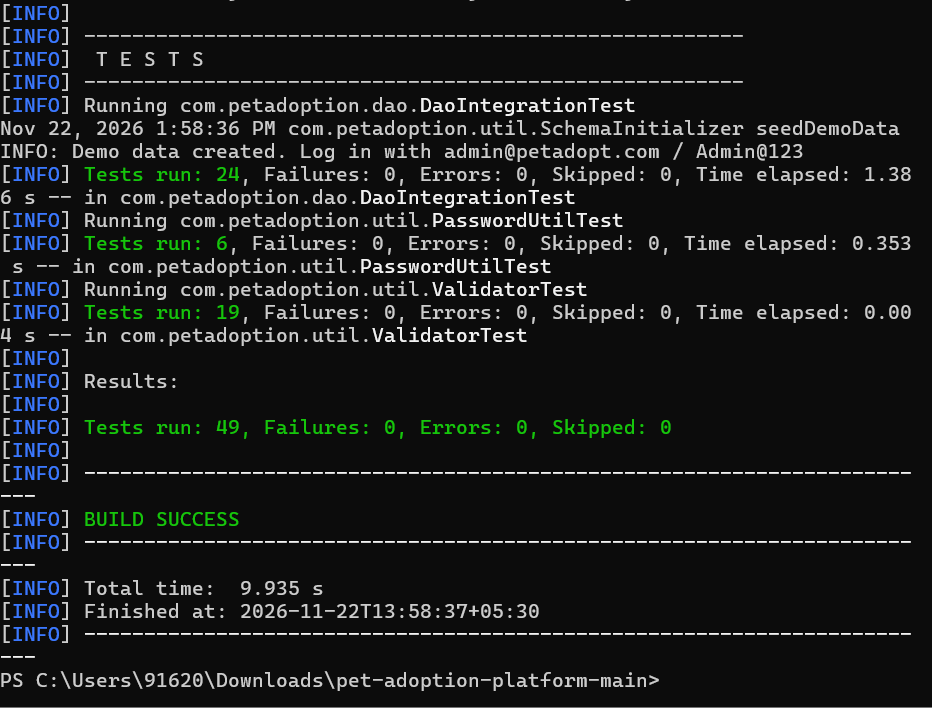 [INFO]
[INFO] -------------------------------------------------------
[INFO]  T E S T S
[INFO] -------------------------------------------------------
[INFO] Running com.petadoption.dao.DaoIntegrationTest
Nov 22, 2026 1:58:36 PM com.petadoption.util.SchemaInitializer seedDemoData
INFO: Demo data created. Log in with admin@petadopt.com / Admin@123
[INFO] Tests run: 24, Failures: 0, Errors: 0, Skipped: 0, Time elapsed: 1.38
6 s -- in com.petadoption.dao.DaoIntegrationTest
[INFO] Running com.petadoption.util.PasswordUtilTest
[INFO] Tests run: 6, Failures: 0, Errors: 0, Skipped: 0, Time elapsed: 0.353
 s -- in com.petadoption.util.PasswordUtilTest
[INFO] Running com.petadoption.util.ValidatorTest
[INFO] Tests run: 19, Failures: 0, Errors: 0, Skipped: 0, Time elapsed: 0.00
4 s -- in com.petadoption.util.ValidatorTest
[INFO]
[INFO] Results:
[INFO]
[INFO] Tests run: 49, Failures: 0, Errors: 0, Skipped: 0
[INFO]
[INFO] ---------------------------------------------------------------------
---
[INFO] BUILD SUCCESS
[INFO] ---------------------------------------------------------------------
---
[INFO] Total time:  9.935 s
[INFO] Finished at: 2026-11-22T13:58:37+05:30
[INFO] ---------------------------------------------------------------------
---
PS C:\Users\91620\Downloads\pet-adoption-platform-main>